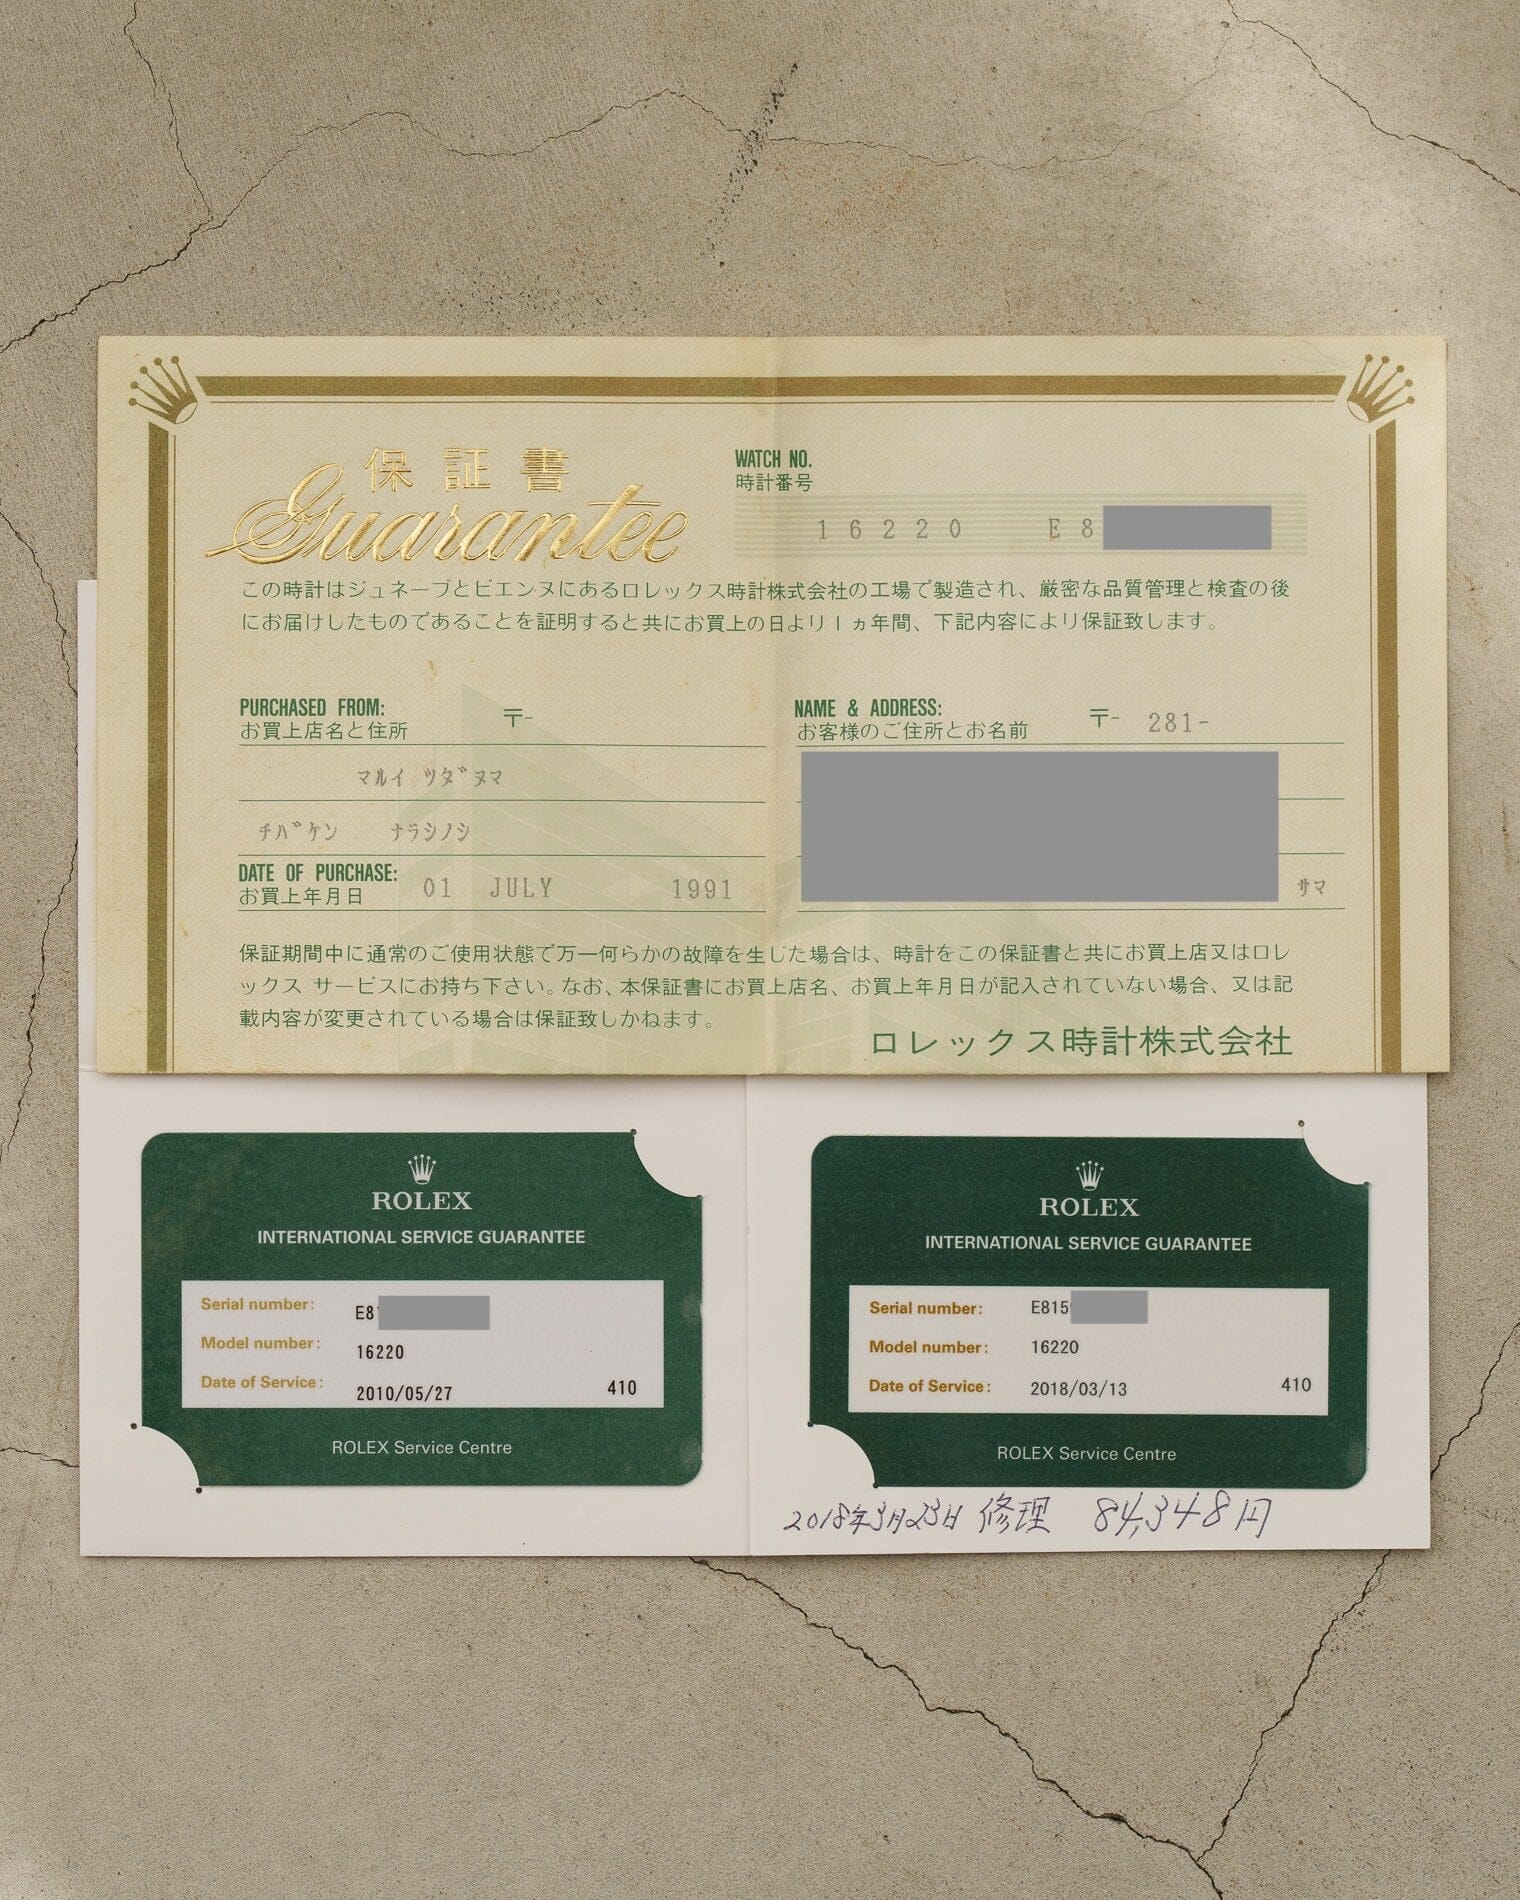 保証書
Guarantee
WATCH NO.
時計番号
16220 E8
この時計はジュネーブとビエンヌにあるロレックス時計株式会社の工場で製造され、厳密な品質管理と検査の後
にお届けしたものであることを証明すると共にお買上の日より1ヵ年間、下記内容により保証致します。
PURCHASED FROM:
お買上店名と住所
〒-
マルイ ツダヌマ
チバケン ナラシノシ
DATE OF PURCHASE:
お買上年月日
01 JULY 1991
NAME & ADDRESS:
お客様のご住所とお名前
〒- 281-
サマ
保証期間中に通常のご使用状態で万一何らかの故障を生じた場合は、時計をこの保証書と共にお買上店又はロレ
ックス サービスにお持ち下さい。なお、本保証書にお買上店名、お買上年月日が記入されていない場合、又は記
載内容が変更されている場合は保証致しかねます。
ロレックス時計株式会社
ROLEX
INTERNATIONAL SERVICE GUARANTEE
Serial number: E8
Model number: 16220
Date of Service: 2010/05/27 410
ROLEX Service Centre
ROLEX
INTERNATIONAL SERVICE GUARANTEE
Serial number: E815
Model number: 16220
Date of Service: 2018/03/13 410
ROLEX Service Centre
2018年3月23日 修理 84,348円